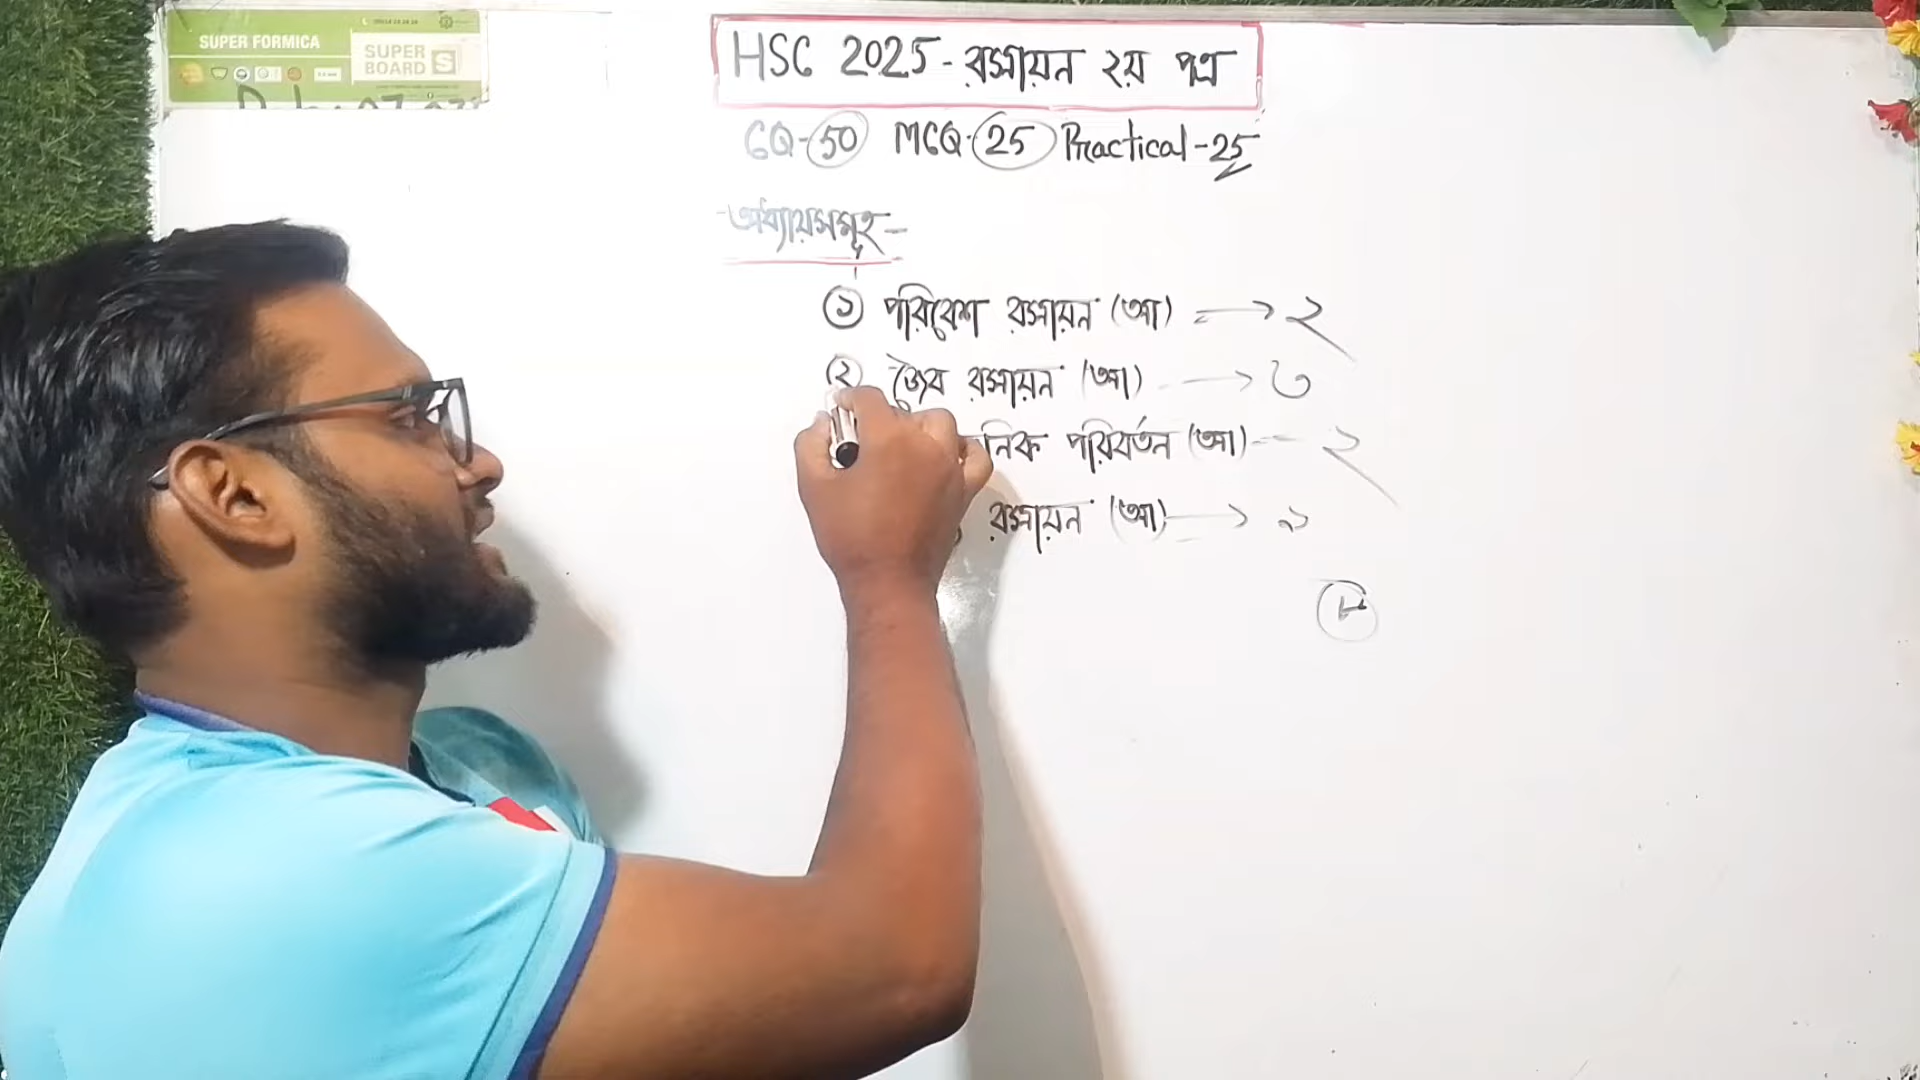 SUPER FORMICA
SUPER BOARD S
HSC 2025 - রসায়ন ২য় পত্র
CQ-50 MCQ-25 Practical-25
-অধ্যায়সমূহ-
১ পরিবেশ রসায়ন (আ) → ২
২ জৈব রসায়ন (আ) → ৩
নিক পরিবর্তন (আ) - ২
রসায়ন (আ) → ১
৮